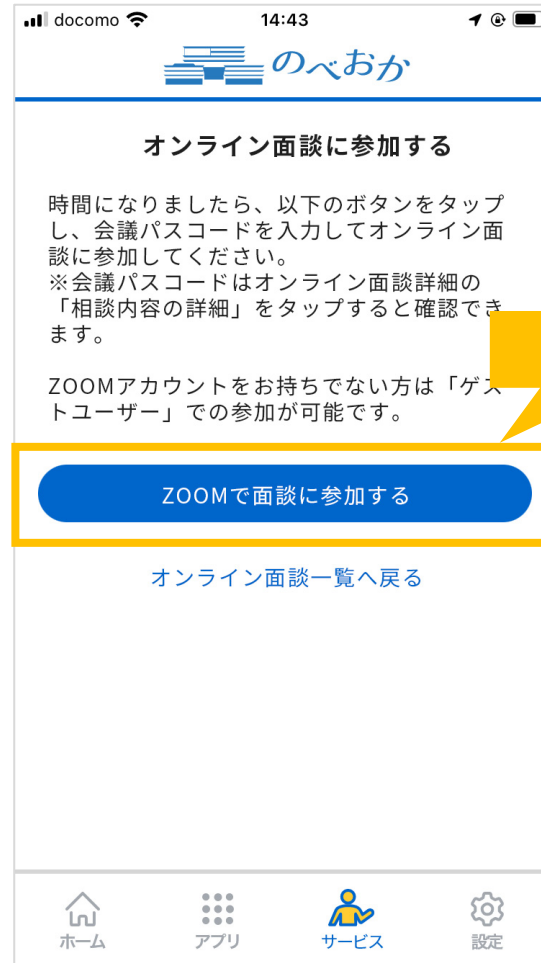 docomo 14:43
のべおか
オンライン面談に参加する
時間になりましたら、以下のボタンをタップ
し、会議パスコードを入力してオンライン面
談に参加してください。
※会議パスコードはオンライン面談詳細の
「相談内容の詳細」をタップすると確認でき
ます。
ZOOMアカウントをお持ちでない方は「ゲス
トユーザー」での参加が可能です。
ZOOMで面談に参加する
オンライン面談一覧へ戻る
ホーム アプリ サービス 設定